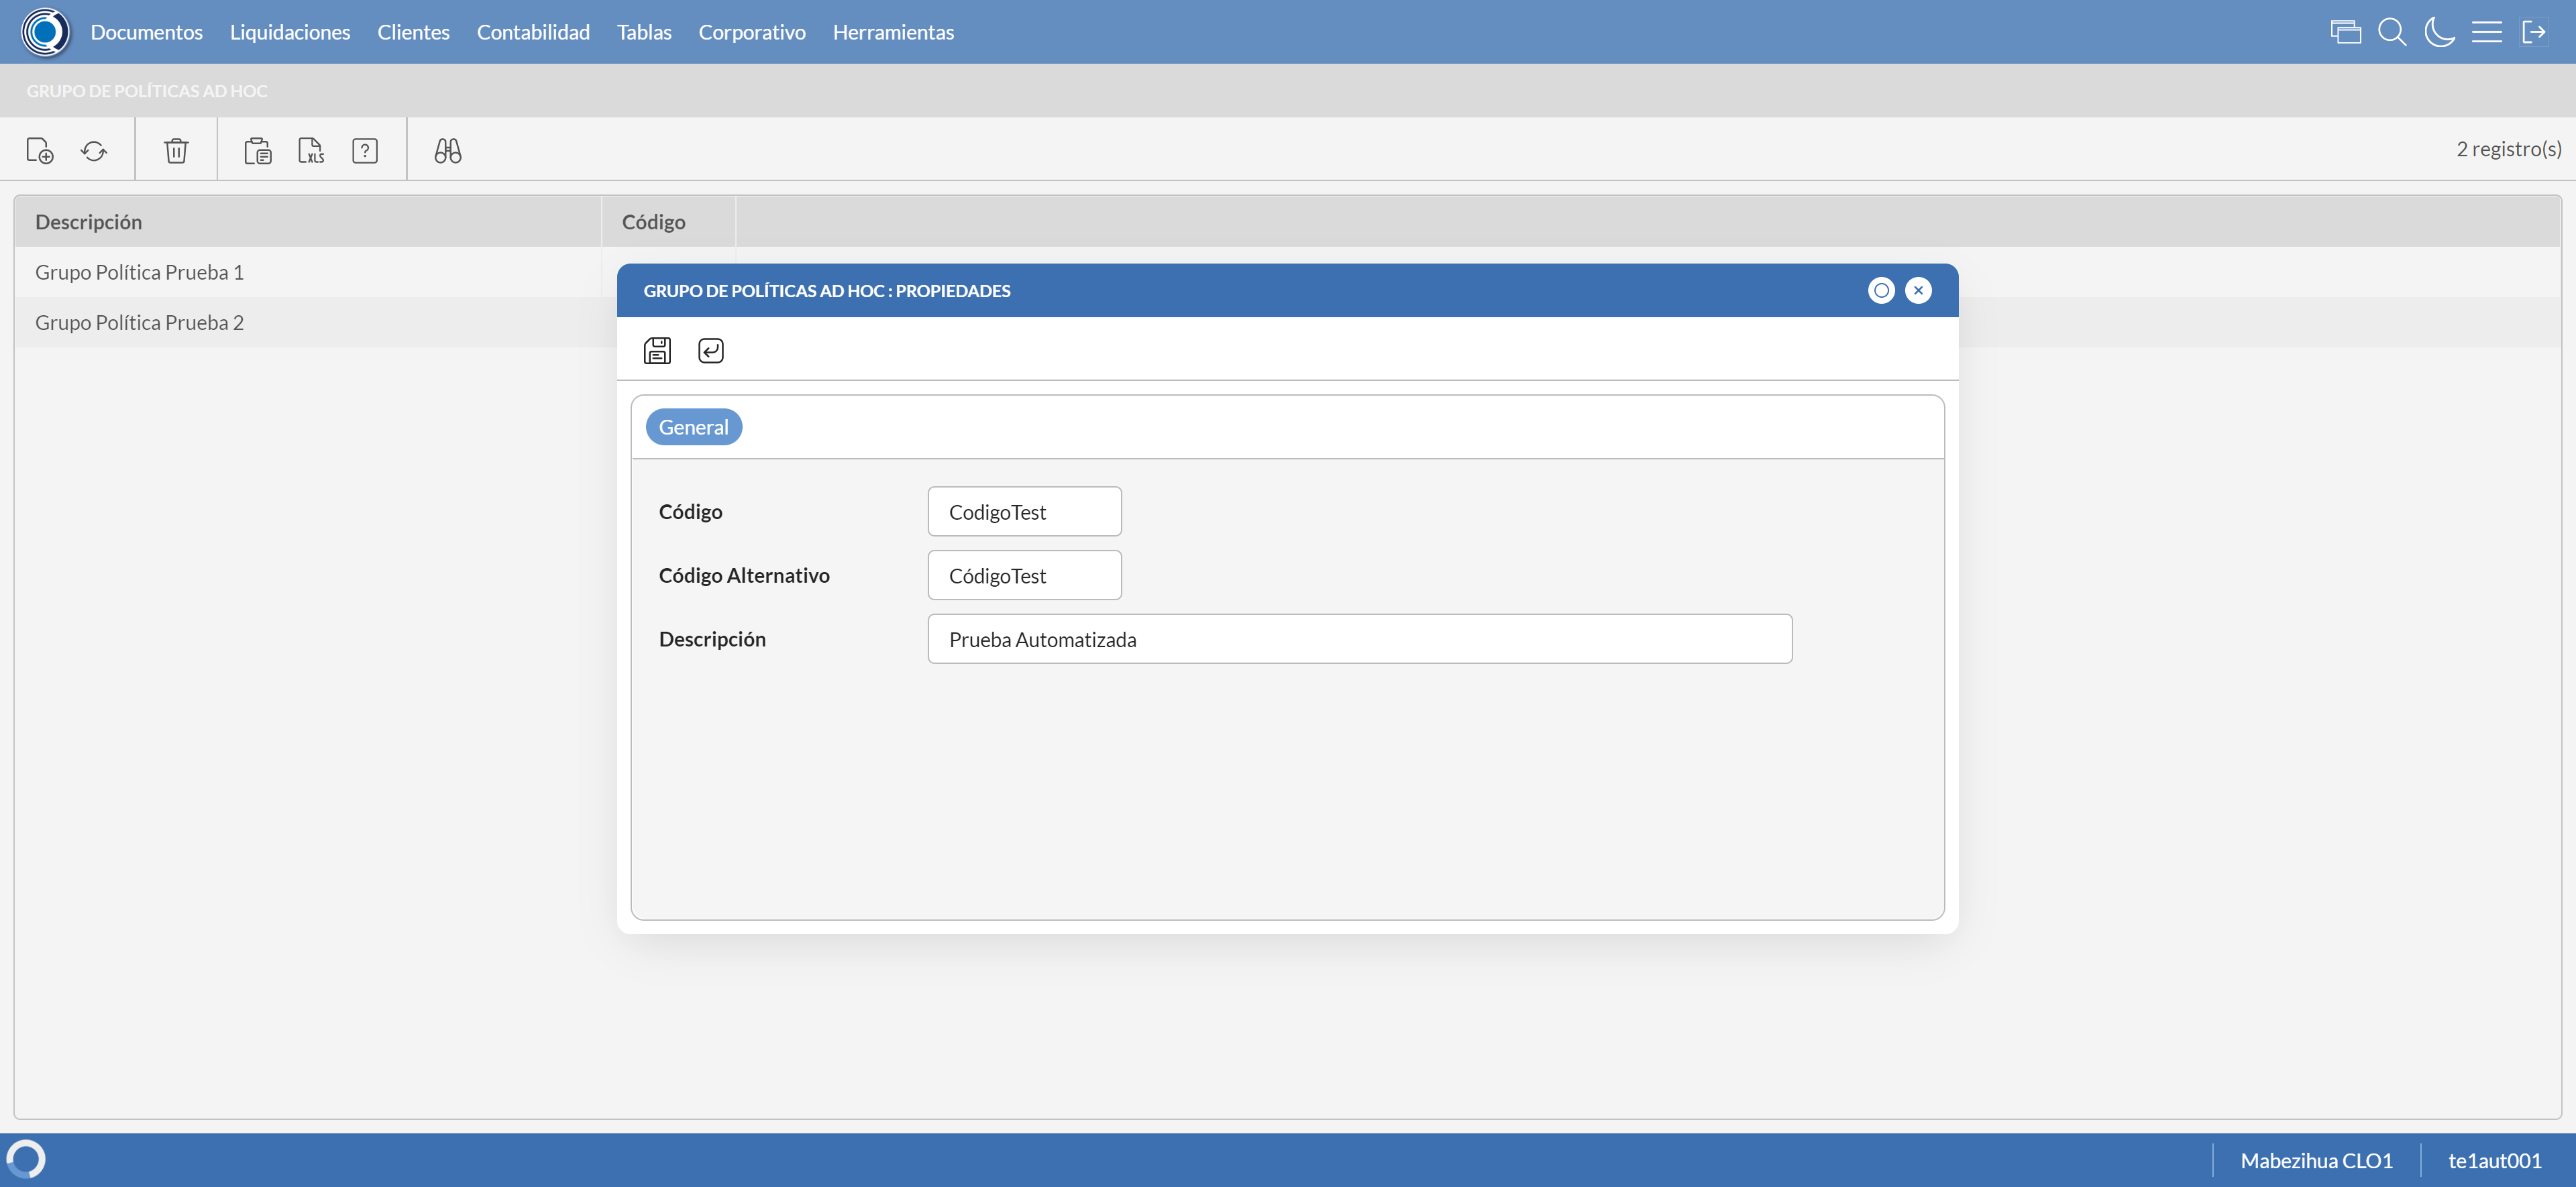 Documentos Liquidaciones Clientes Contabilidad Tablas Corporativo Herramientas
GRUPO DE POLÍTICAS AD HOC
XLS ? 2 registro(s)
Descripción Código
Grupo Política Prueba 1
Grupo Política Prueba 2
GRUPO DE POLÍTICAS AD HOC : PROPIEDADES
General
Código CodigoTest
Código Alternativo CódigoTest
Descripción Prueba Automatizada
Mabezihua CLO1 te1aut001